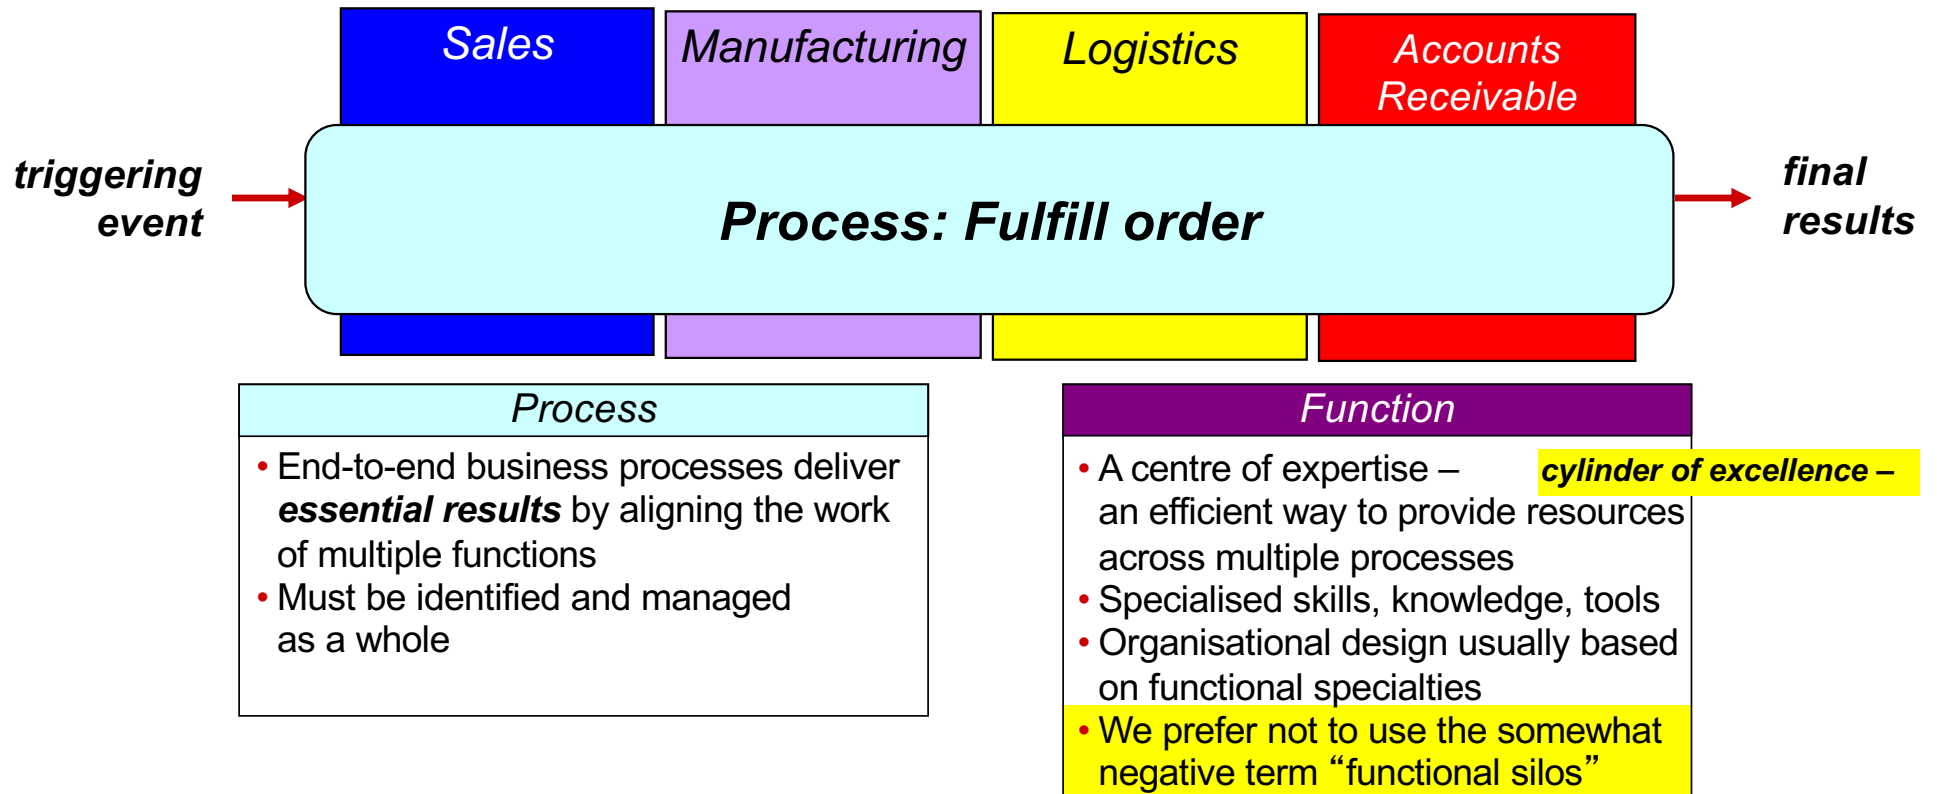 Sales
Manufacturing
Logistics
Accounts
Receivable
triggering
event
Process: Fulfill order
final
results
Process
• End-to-end business processes deliver
essential results by aligning the work
of multiple functions
• Must be identified and managed
as a whole
Function
• A centre of expertise – cylinder of excellence –
an efficient way to provide resources
across multiple processes
• Specialised skills, knowledge, tools
• Organisational design usually based
on functional specialties
• We prefer not to use the somewhat
negative term “functional silos”